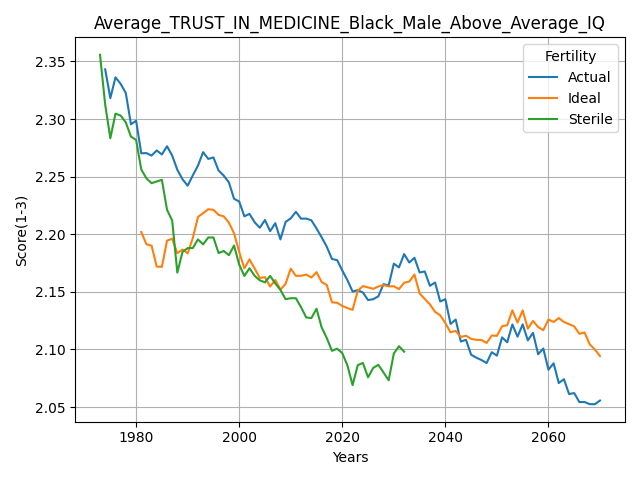 Average_TRUST_IN_MEDICINE_Black_Male_Above_Average_IQ
Fertility
Actual
Ideal
Sterile
Score(1-3)
2.35
2.30
2.25
2.20
2.15
2.10
2.05
1980 2000 2020 2040 2060
Years